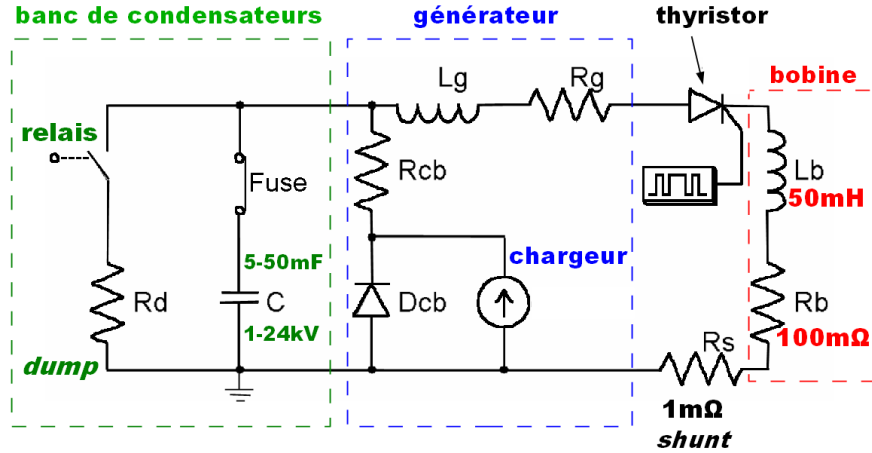 banc de condensateurs
générateur
thyristor
bobine
Lg
Rg
relais
Fuse
Rcb
Lb
50mH
chargeur
5-50mF
Rd
C
Dcb
Rb
1-24kV
100mΩ
dump
Rs
1mΩ
shunt